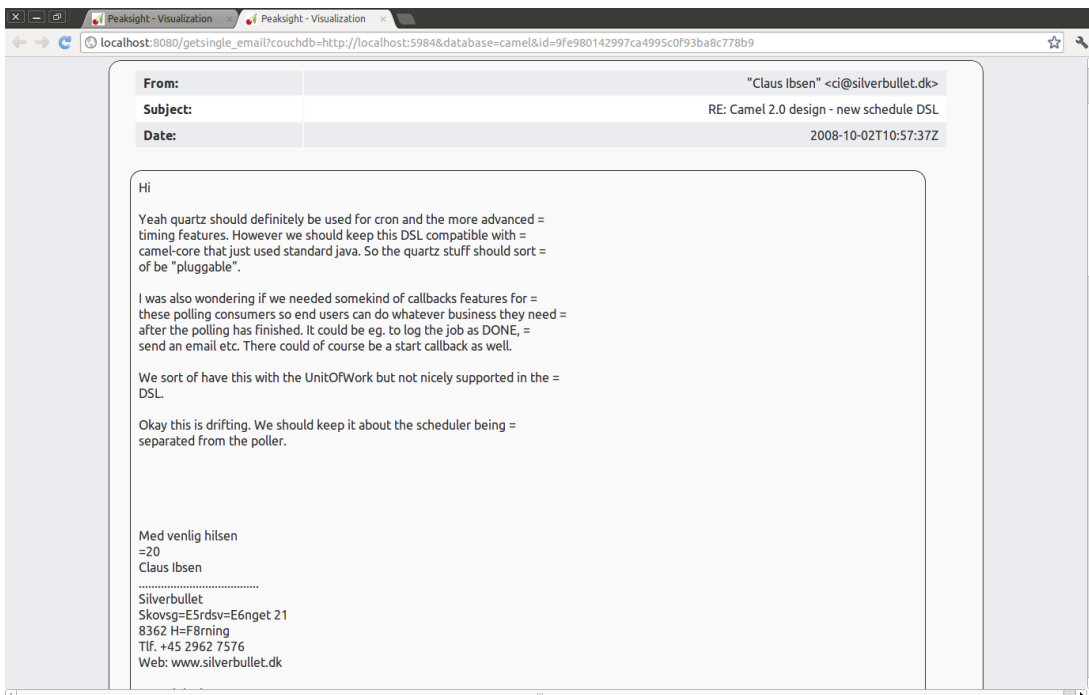 Peaksight - Visualization
Peaksight - Visualization
localhost:8080/getsingle_email?couchdb=http://localhost:5984&database=camel&id=9fe980142997ca4995c0f93ba8c778b9
From: "Claus Ibsen" <ci@silverbullet.dk>
Subject: RE: Camel 2.0 design - new schedule DSL
Date: 2008-10-02T10:57:37Z
Hi
Yeah quartz should definitely be used for cron and the more advanced =
timing features. However we should keep this DSL compatible with =
camel-core that just used standard java. So the quartz stuff should sort =
of be "pluggable".
I was also wondering if we needed somekind of callbacks features for =
these polling consumers so end users can do whatever business they need =
after the polling has finished. It could be eg. to log the job as DONE, =
send an email etc. There could of course be a start callback as well.
We sort of have this with the UnitOfWork but not nicely supported in the =
DSL.
Okay this is drifting. We should keep it about the scheduler being =
separated from the poller.
Med venlig hilsen
=20
Claus Ibsen
......................................
Silverbullet
Skovsg=E5rdsv=E6nget 21
8362 H=F8rning
Tlf. +45 2962 7576
Web: www.silverbullet.dk